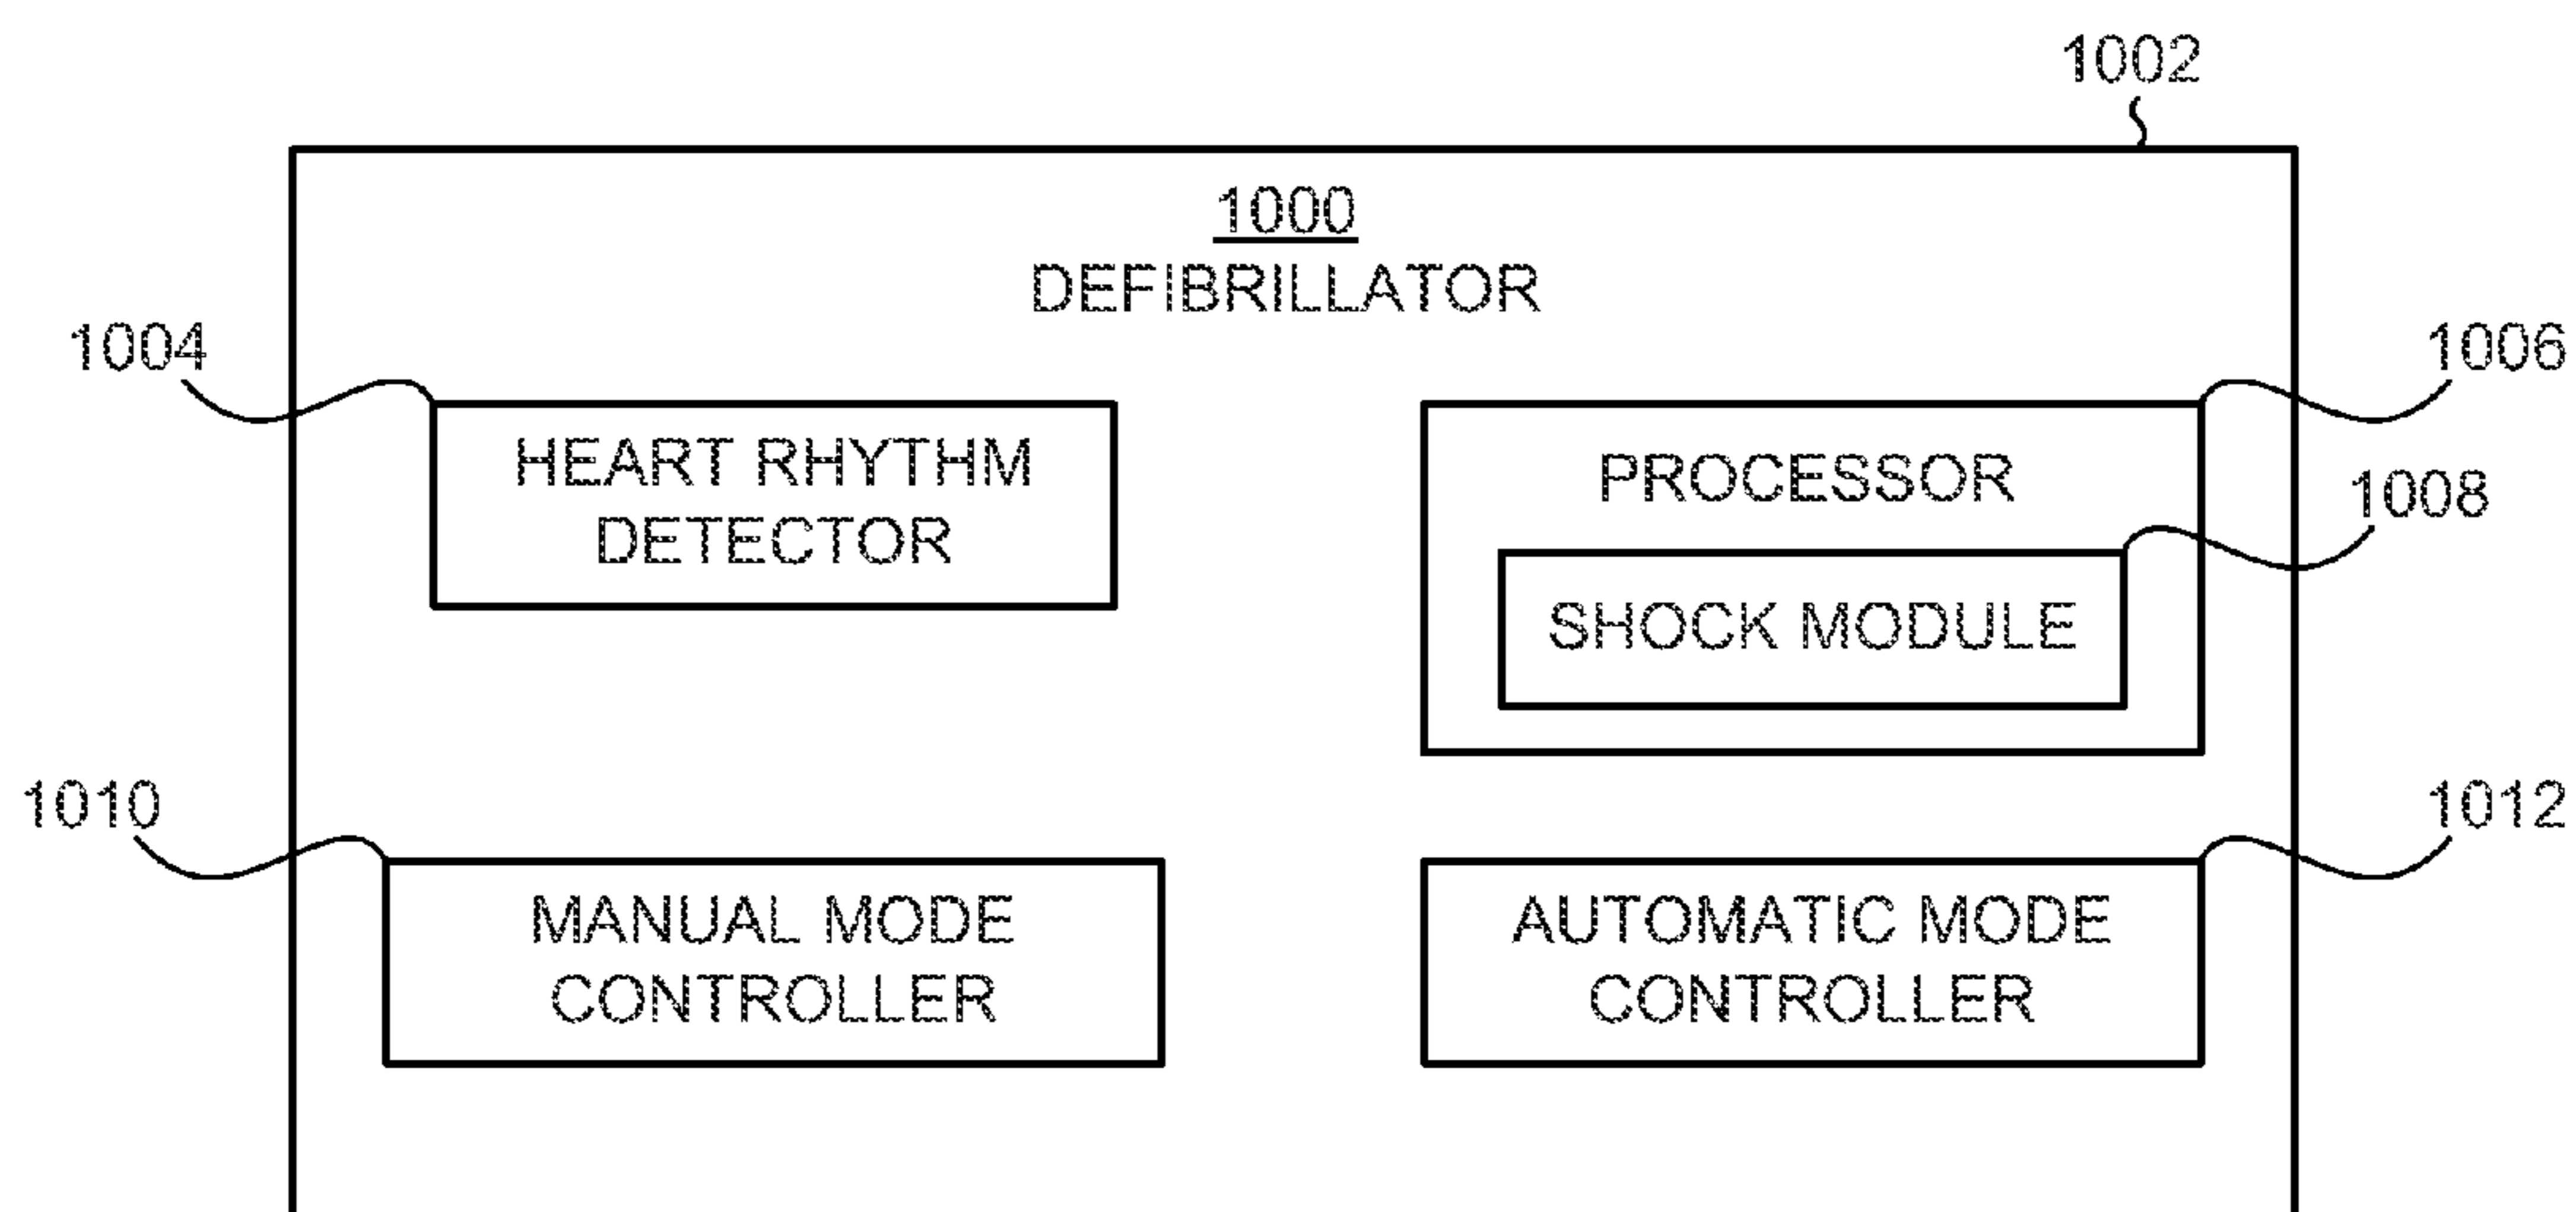 1002
1000
DEFIBRILLATOR
1004
1006
HEART RHYTHM
DETECTOR
PROCESSOR
1008
SHOCK MODULE
1010
1012
MANUAL MODE
CONTROLLER
AUTOMATIC MODE
CONTROLLER